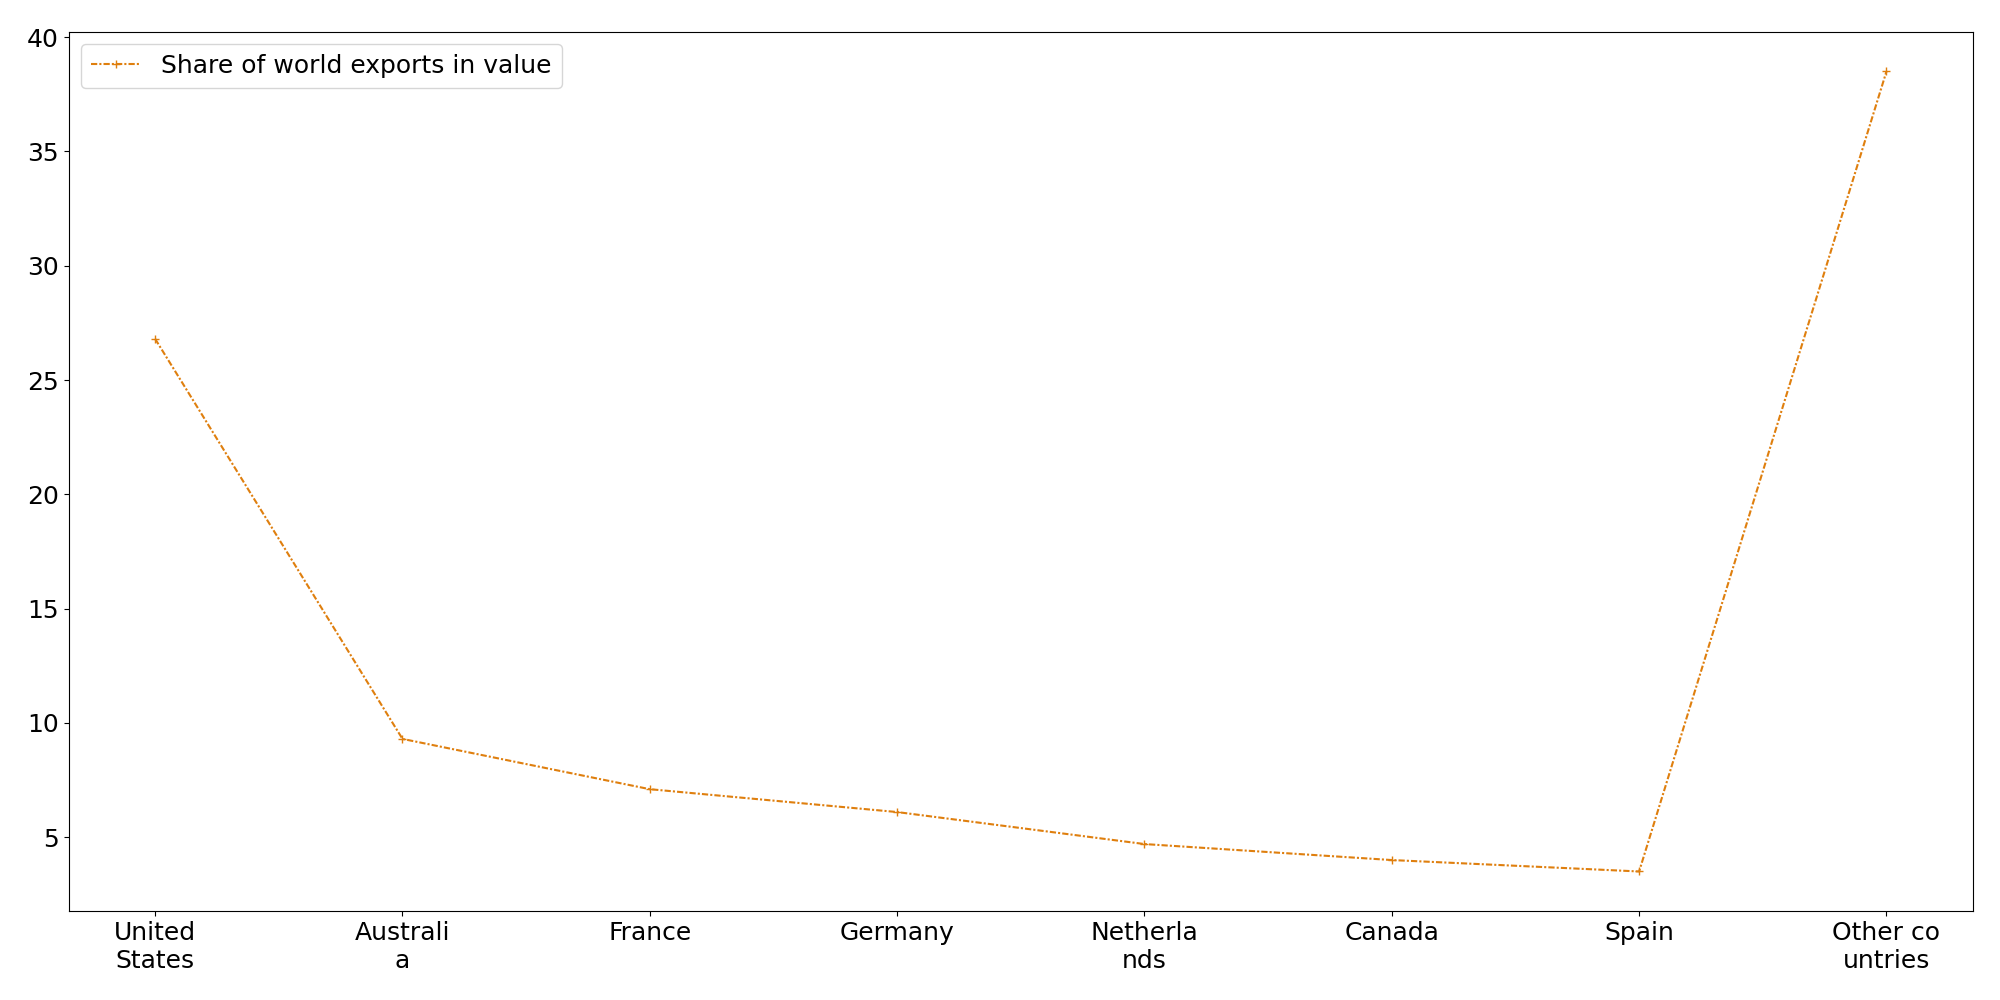 40
35
30
25
20
15
10
5
Share of world exports in value
United
States
Australi
a
France
Germany
Netherla
nds
Canada
Spain
Other co
untries